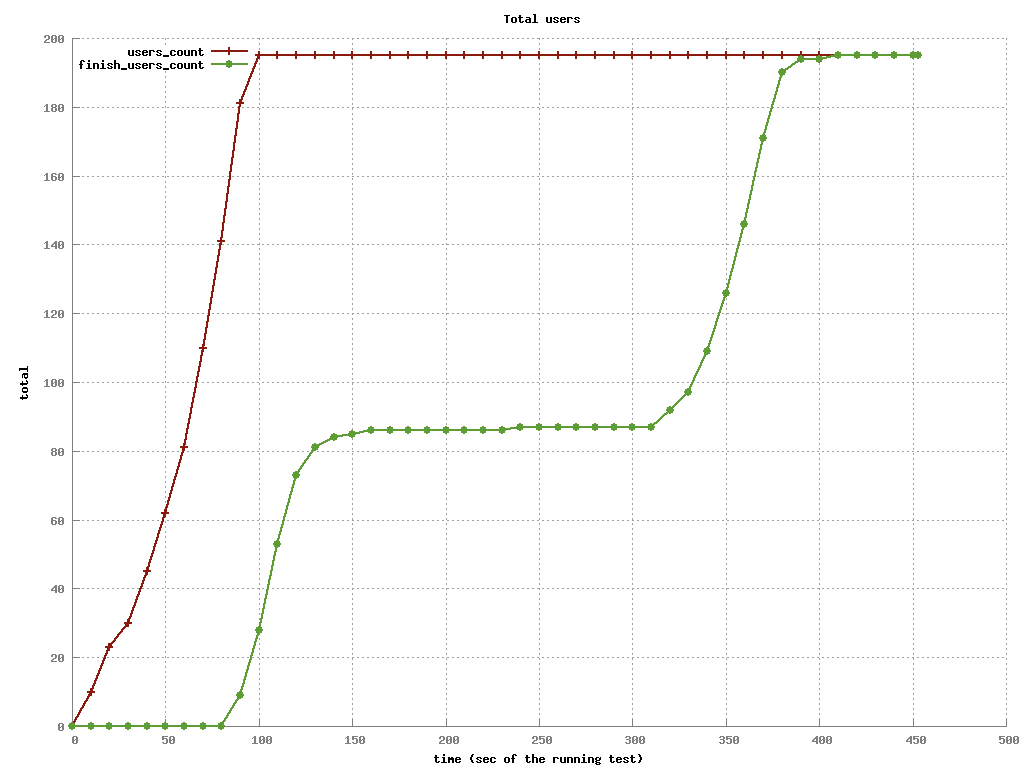 Total users
users_count
finish_users_count
200
180
160
140
120
100
80
60
40
20
0
total
0 50 100 150 200 250 300 350 400 450 500
time (sec of the running test)